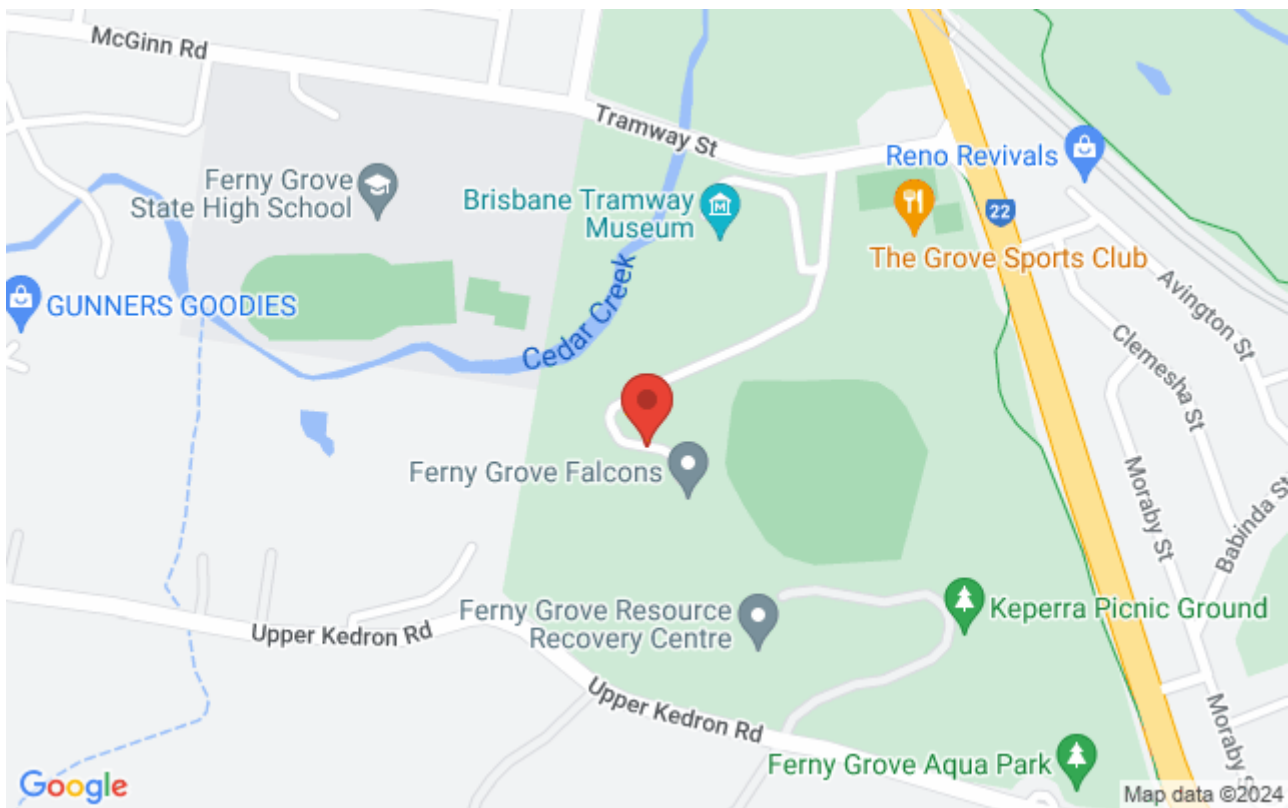 McGinn Rd
Tramway St
Reno Revivals
Ferny Grove
State High School
Brisbane Tramway
Museum
22
The Grove Sports Club
GUNNERS GOODIES
Cedar Creek
Avington St
Clemesha St
Ferny Grove Falcons
Moraby St
Babinda St
Ferny Grove Resource
Recovery Centre
Keperra Picnic Ground
Upper Kedron Rd
Upper Kedron Rd
Moraby S
Ferny Grove Aqua Park
Google
Map data ©2024